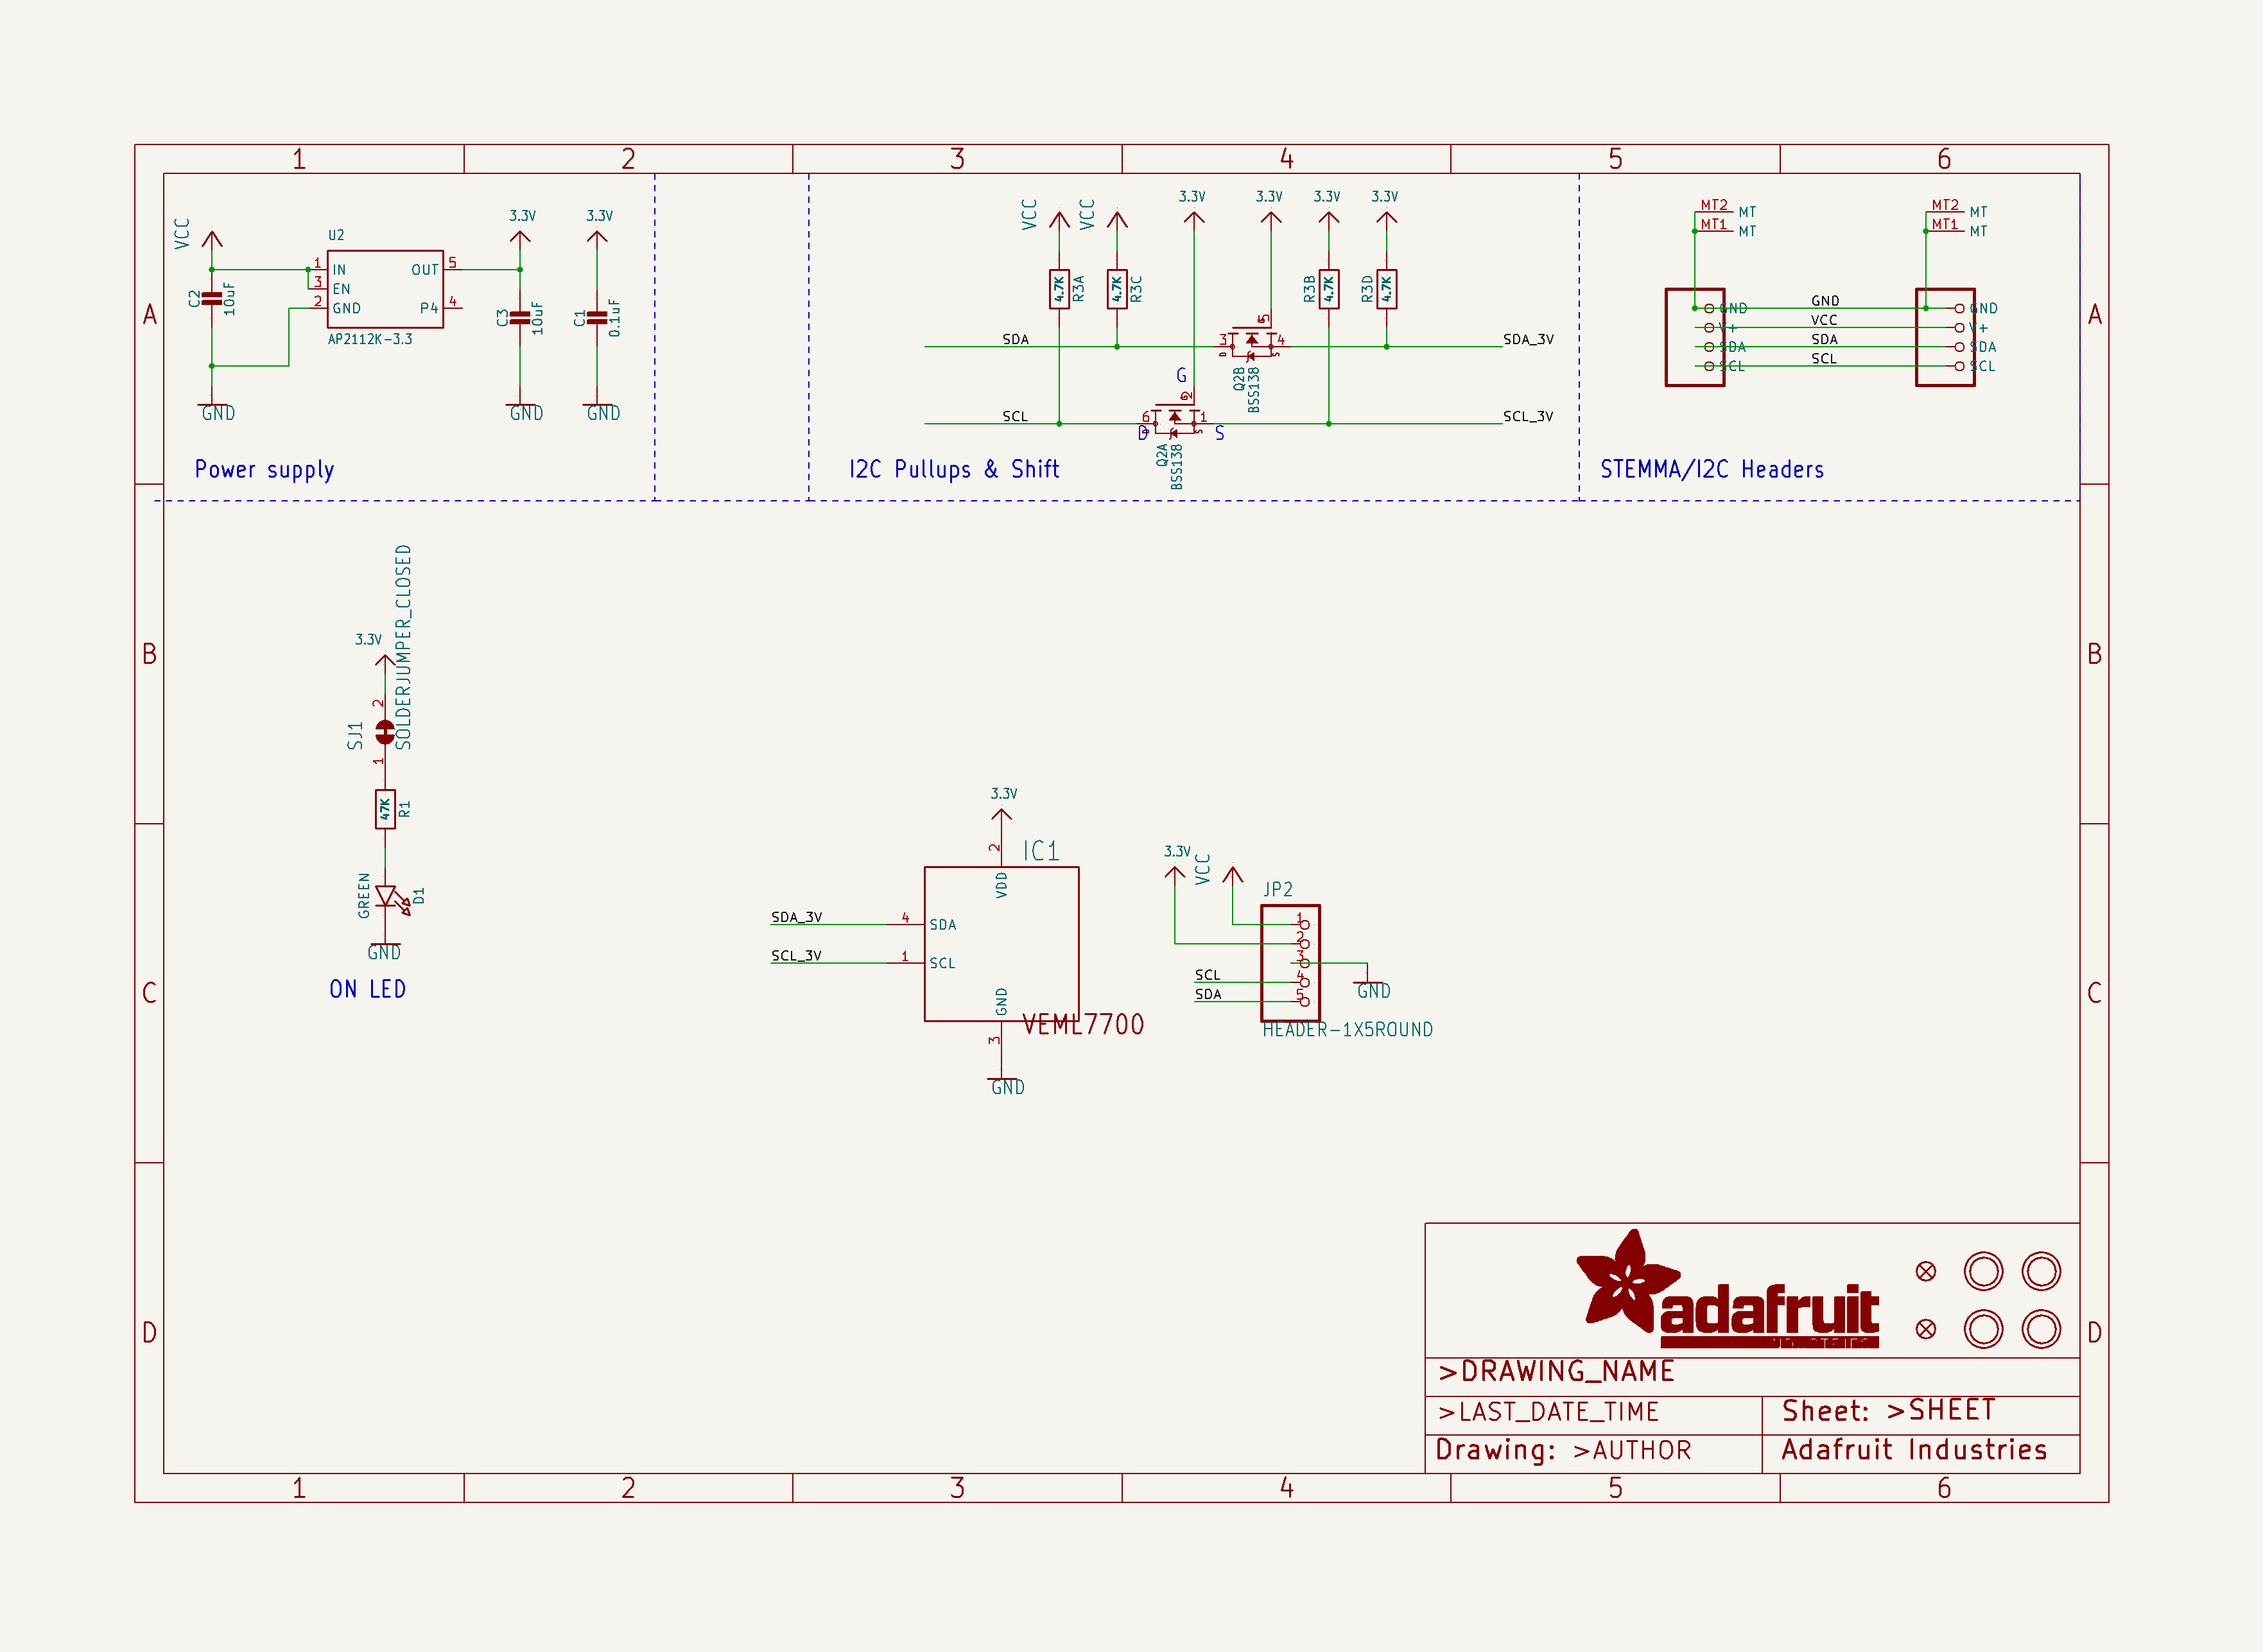 1 2 3 4 5 6
A
B
C
D
A
B
C
D
1 2 3 4 5 6
VCC
C2
10uF
GND
U2
1 IN
3 EN
2 GND
OUT 5
P4 4
AP2112K-3.3
3.3V
C3
10uF
GND
3.3V
C1
0.1uF
GND
Power supply
VCC
VCC
3.3V
3.3V
3.3V
3.3V
4.7K
R3A
4.7K
R3C
R3B
4.7K
R3D
4.7K
SDA
3
D
5
G
4
S
SDA_3V
Q2B
BSS138
G
SCL
6
D
2
G
1
S
D
S
SCL_3V
Q2A
BSS138
I2C Pullups & Shift
MT2 MT
MT1 MT
GND
V+
SDA
SCL
GND
VCC
SDA
SCL
MT2 MT
MT1 MT
GND
V+
SDA
SCL
STEMMA/I2C Headers
3.3V
SOLDERJUMPER_CLOSED
2
SJ1
1
47K
R1
GREEN
D1
GND
ON LED
3.3V
2
IC1
VDD
SDA_3V 4 SDA
SCL_3V 1 SCL
GND
VEML7700
3
GND
3.3V
VCC
JP2
1
2
3
4
5
SCL
SDA
GND
HEADER-1X5ROUND
adafruit
>DRAWING_NAME
>LAST_DATE_TIME
Sheet: >SHEET
Drawing: >AUTHOR
Adafruit Industries